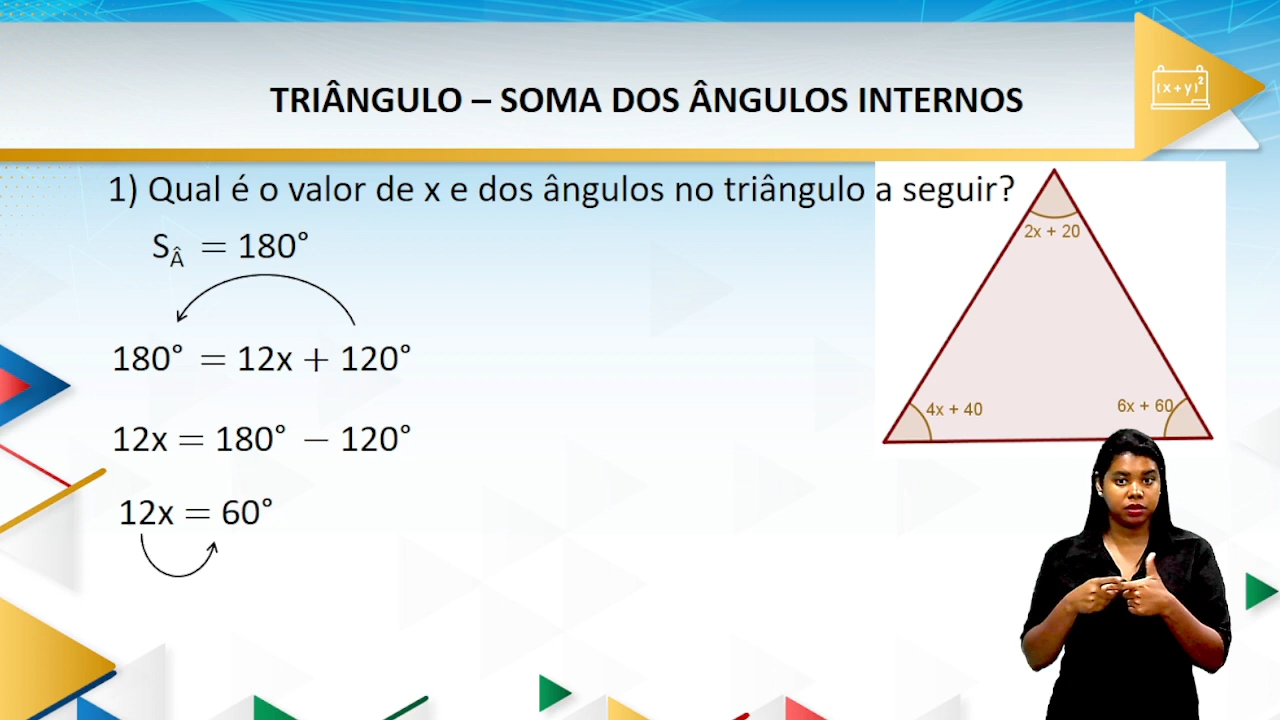 TRIÂNGULO – SOMA DOS ÂNGULOS INTERNOS
(x+y)²
1) Qual é o valor de x e dos ângulos no triângulo a seguir?
S_Â = 180°
180° = 12x + 120°
12x = 180° − 120°
12x = 60°
2x + 20
4x + 40
6x + 60